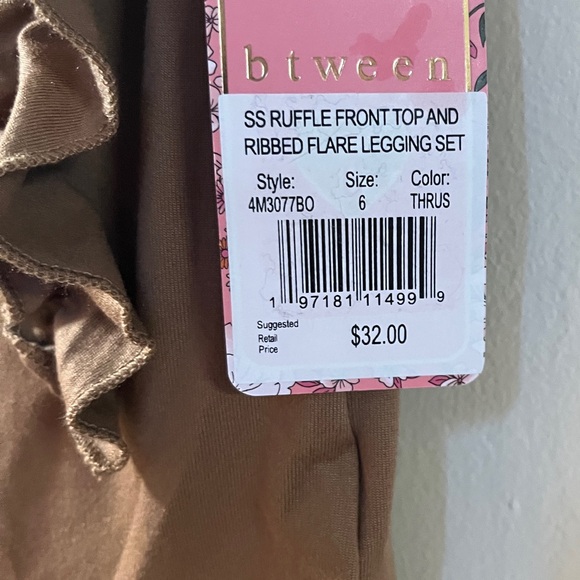 btween
SS RUFFLE FRONT TOP AND
RIBBED FLARE LEGGING SET
Style: Size: Color:
4M3077BO 6 THRUS
1 97181 11499 9
Suggested
Retail
Price
$32.00